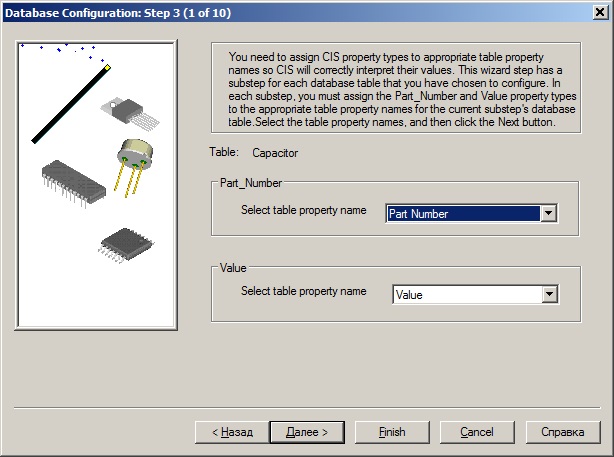 Database Configuration: Step 3 (1 of 10)
You need to assign CIS property types to appropriate table property
names so CIS will correctly interpret their values. This wizard step has a
substep for each database table that you have chosen to configure. In
each substep, you must assign the Part_Number and Value property types
to the appropriate table property names for the current substep's database
table.Select the table property names, and then click the Next button.
Table: Capacitor
Part_Number
Select table property name Part Number
Value
Select table property name Value
< Назад Далее > Finish Cancel Справка